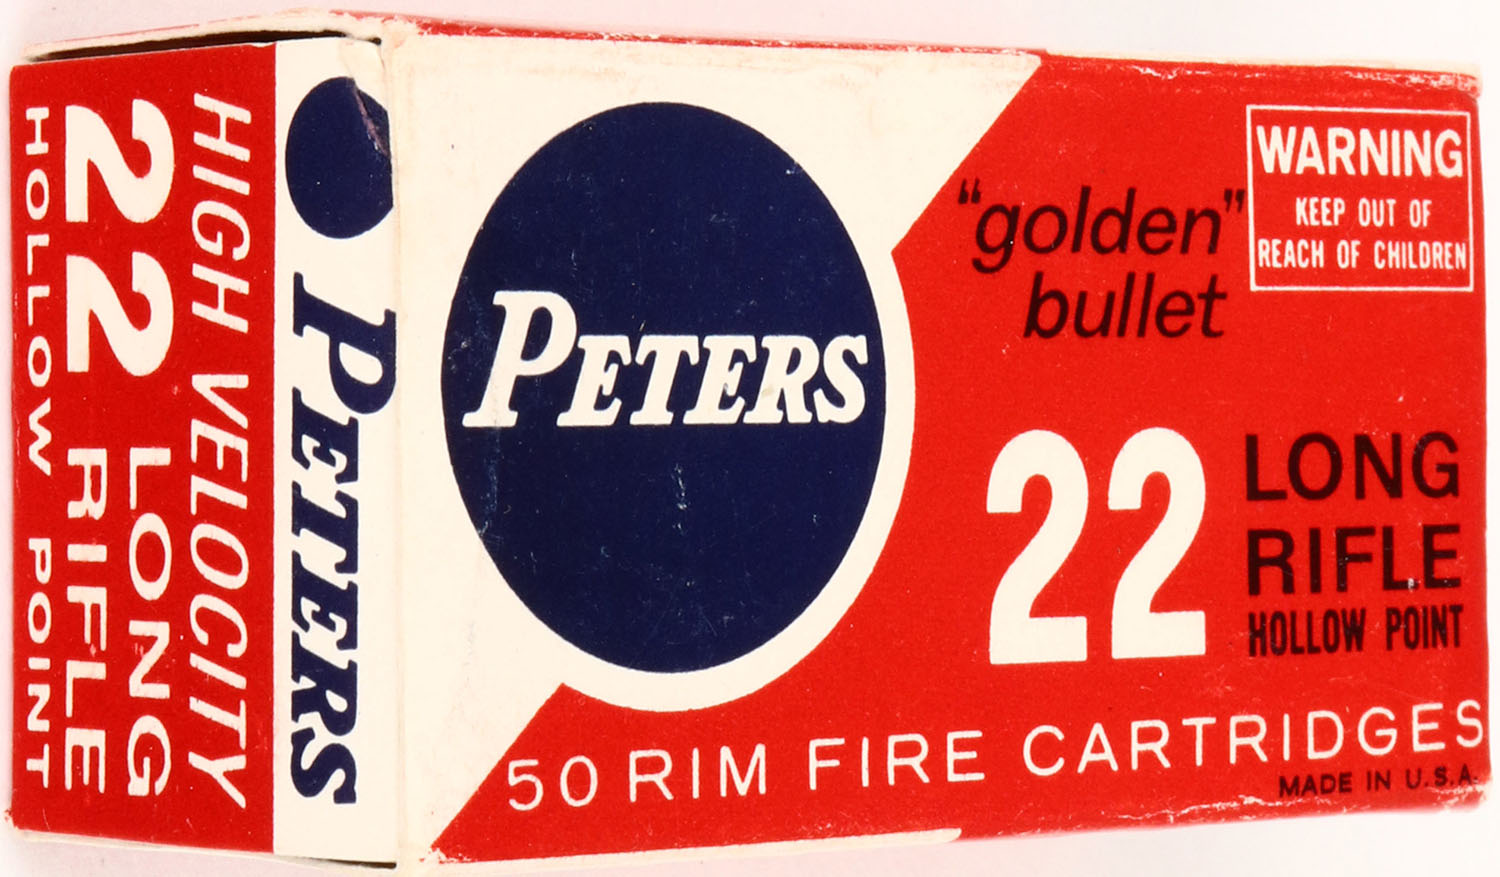 HIGH VELOCITY
22 LONG
RIFLE
HOLLOW POINT
PETERS
PETERS
"golden"
bullet
WARNING
KEEP OUT OF
REACH OF CHILDREN
22 LONG
RIFLE
HOLLOW POINT
50 RIM FIRE CARTRIDGES
MADE IN U.S.A.